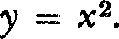 y = x².